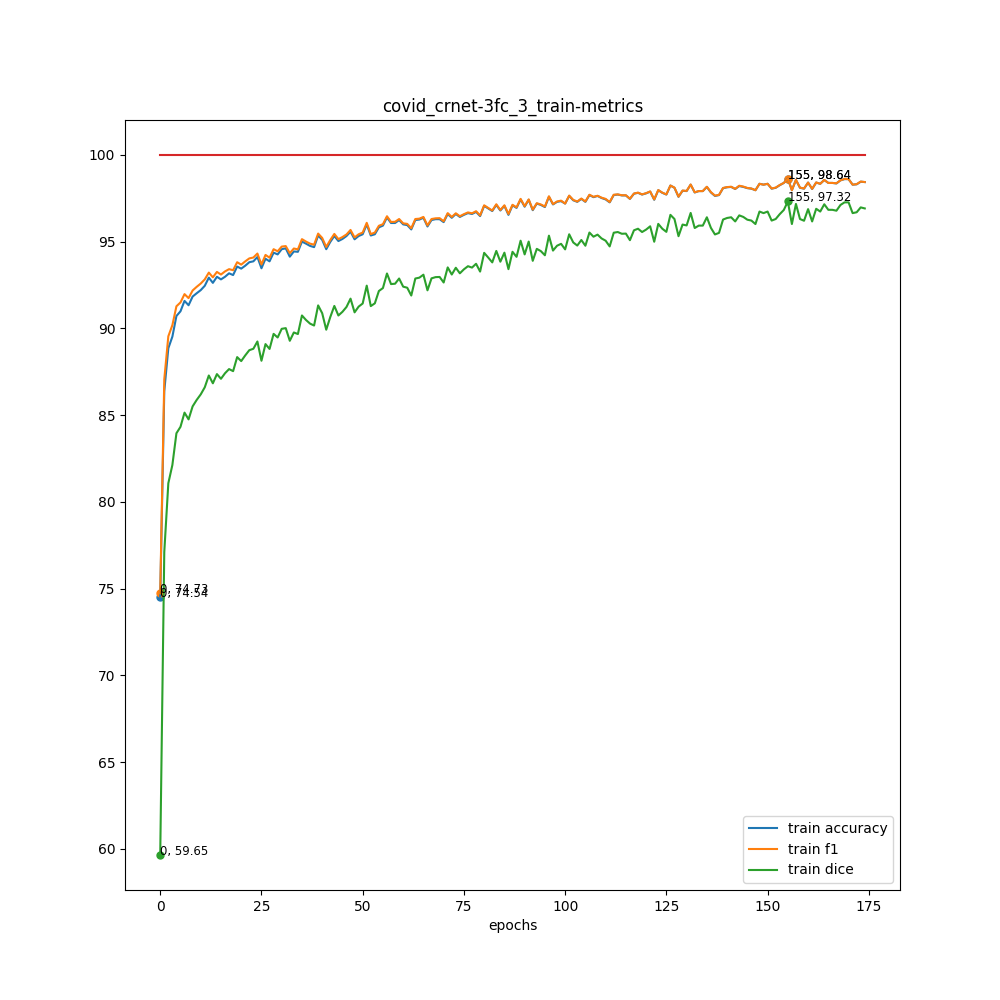 covid_crnet-3fc_3_train-metrics
100
155, 98.64
155, 97.32
95
90
85
80
0, 74.73
0, 74.54
75
70
65
0, 59.65
60
train accuracy
train f1
train dice
0 25 50 75 100 125 150 175
epochs